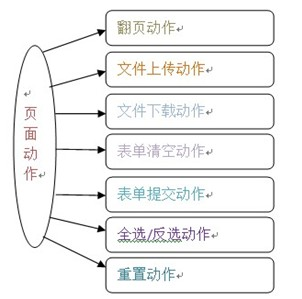 页面动作
翻页动作
文件上传动作
文件下载动作
表单清空动作
表单提交动作
全选/反选动作
重置动作